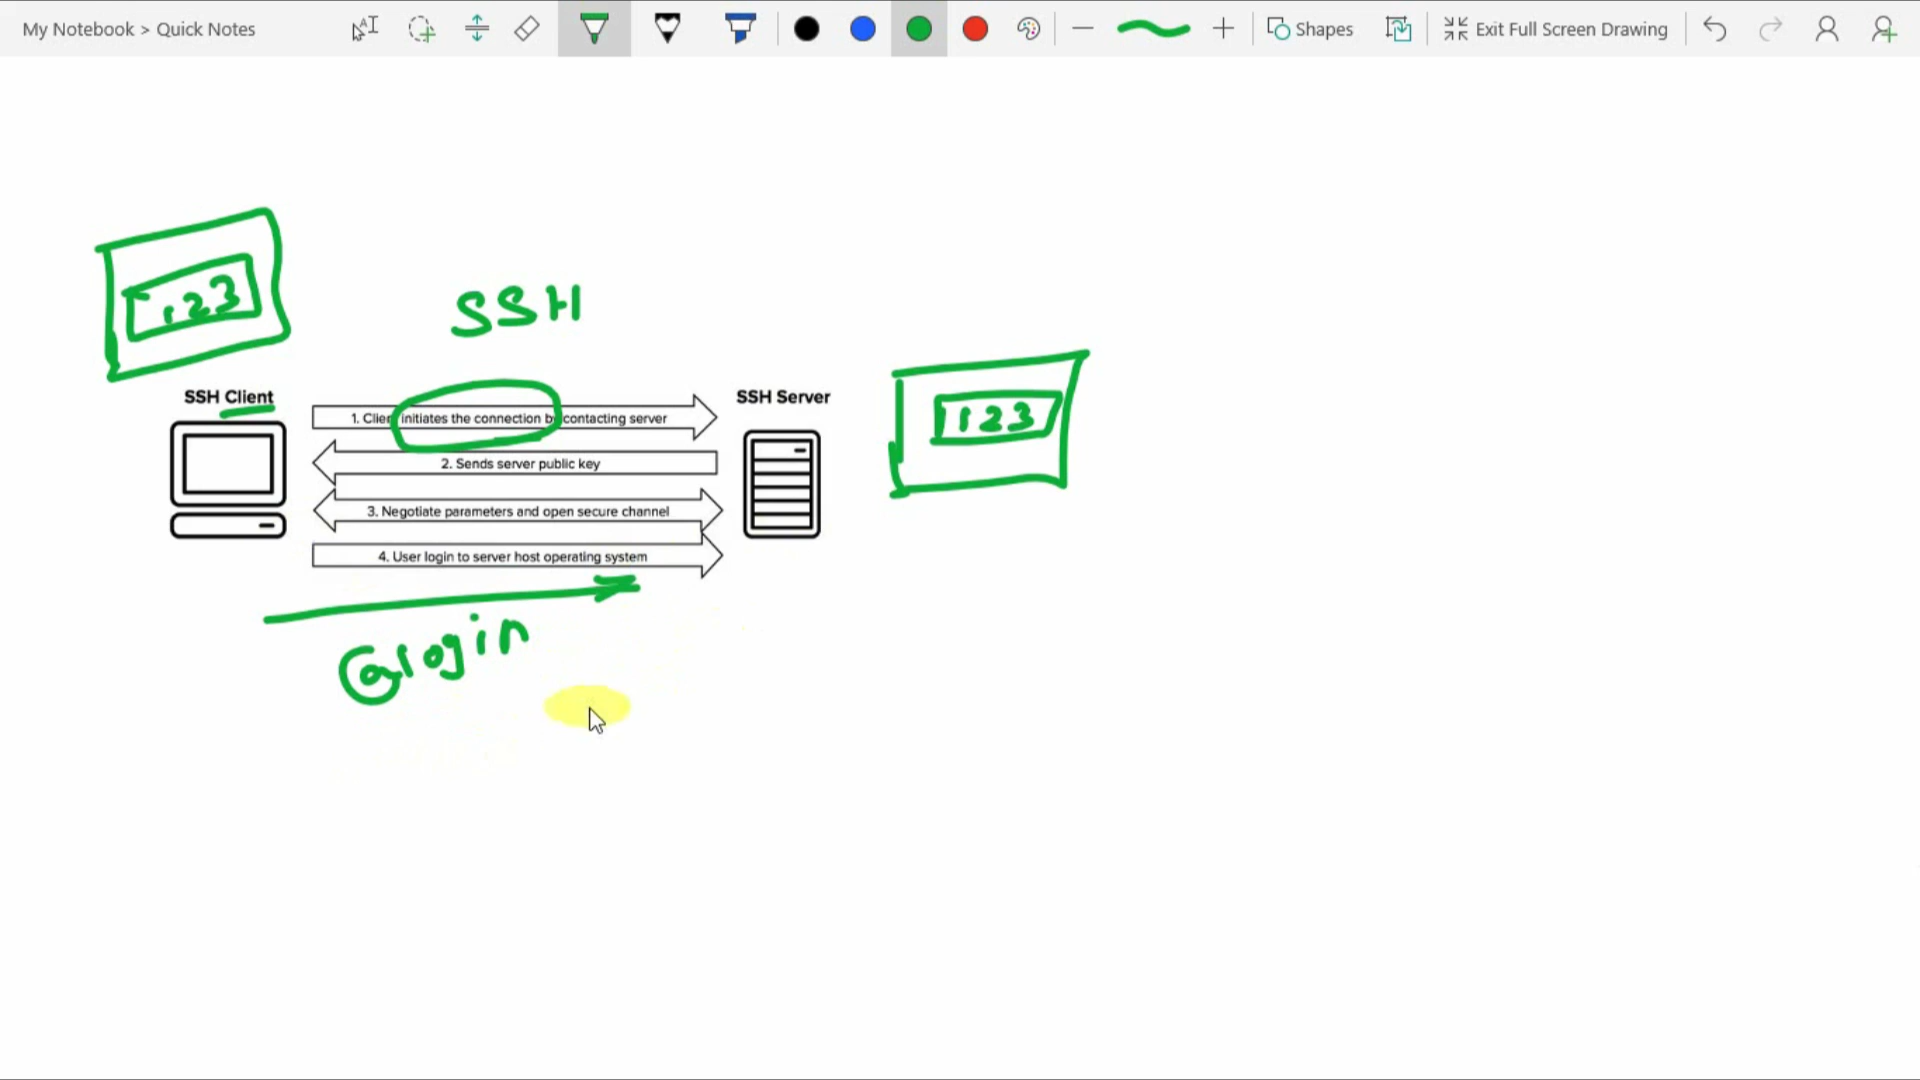 My Notebook > Quick Notes
Shapes
Exit Full Screen Drawing
123
SSH
SSH Client
SSH Server
1. Client initiates the connection by contacting server
123
2. Sends server public key
3. Negotiate parameters and open secure channel
4. User login to server host operating system
@login